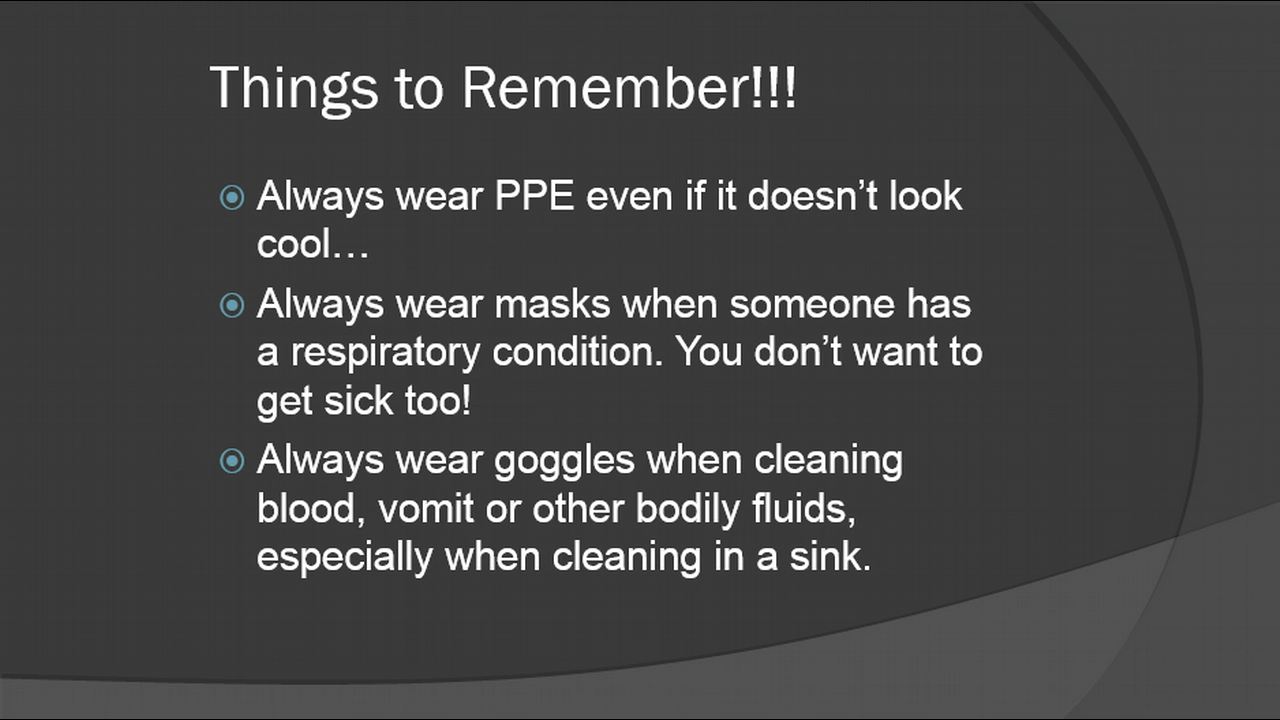 Things to Remember!!!
Always wear PPE even if it doesn’t look
cool…
Always wear masks when someone has
a respiratory condition. You don’t want to
get sick too!
Always wear goggles when cleaning
blood, vomit or other bodily fluids,
especially when cleaning in a sink.